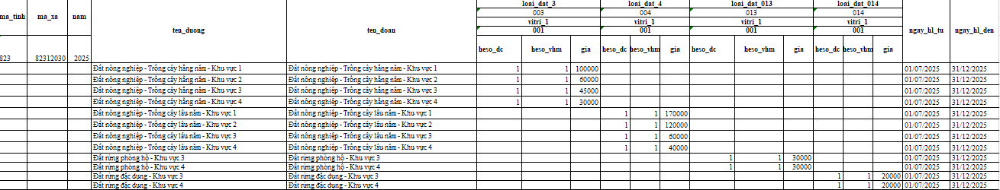 loai_dat_3 loai_dat_4 loai_dat_013 loai_dat_014
003 004 013 014
ma_tinh ma_xa nam ten_duong ten_doan vitri_1 vitri_1 vitri_1 vitri_1 ngay_hl_tu ngay_hl_den
001 001 001 001
823 82312030 2025 heso_dc heso_vhm gia heso_dc heso_vhm gia heso_dc heso_vhm gia heso_dc heso_vhm gia
Đất nông nghiệp - Trồng cây hằng năm - Khu vực 1 Đất nông nghiệp - Trồng cây hằng năm - Khu vực 1 1 1 100000 01/07/2025 31/12/2025
Đất nông nghiệp - Trồng cây hằng năm - Khu vực 2 Đất nông nghiệp - Trồng cây hằng năm - Khu vực 2 1 1 60000 01/07/2025 31/12/2025
Đất nông nghiệp - Trồng cây hằng năm - Khu vực 3 Đất nông nghiệp - Trồng cây hằng năm - Khu vực 3 1 1 45000 01/07/2025 31/12/2025
Đất nông nghiệp - Trồng cây hằng năm - Khu vực 4 Đất nông nghiệp - Trồng cây hằng năm - Khu vực 4 1 1 30000 01/07/2025 31/12/2025
Đất nông nghiệp - Trồng cây lâu năm - Khu vực 1 Đất nông nghiệp - Trồng cây lâu năm - Khu vực 1 1 1 170000 01/07/2025 31/12/2025
Đất nông nghiệp - Trồng cây lâu năm - Khu vực 2 Đất nông nghiệp - Trồng cây lâu năm - Khu vực 2 1 1 120000 01/07/2025 31/12/2025
Đất nông nghiệp - Trồng cây lâu năm - Khu vực 3 Đất nông nghiệp - Trồng cây lâu năm - Khu vực 3 1 1 60000 01/07/2025 31/12/2025
Đất nông nghiệp - Trồng cây lâu năm - Khu vực 4 Đất nông nghiệp - Trồng cây lâu năm - Khu vực 4 1 1 40000 01/07/2025 31/12/2025
Đất rừng phòng hộ - Khu vực 3 Đất rừng phòng hộ - Khu vực 3 1 1 30000 01/07/2025 31/12/2025
Đất rừng phòng hộ - Khu vực 4 Đất rừng phòng hộ - Khu vực 4 1 1 30000 01/07/2025 31/12/2025
Đất rừng đặc dụng - Khu vực 3 Đất rừng đặc dụng - Khu vực 3 1 1 20000 01/07/2025 31/12/2025
Đất rừng đặc dụng - Khu vực 4 Đất rừng đặc dụng - Khu vực 4 1 1 20000 01/07/2025 31/12/2025